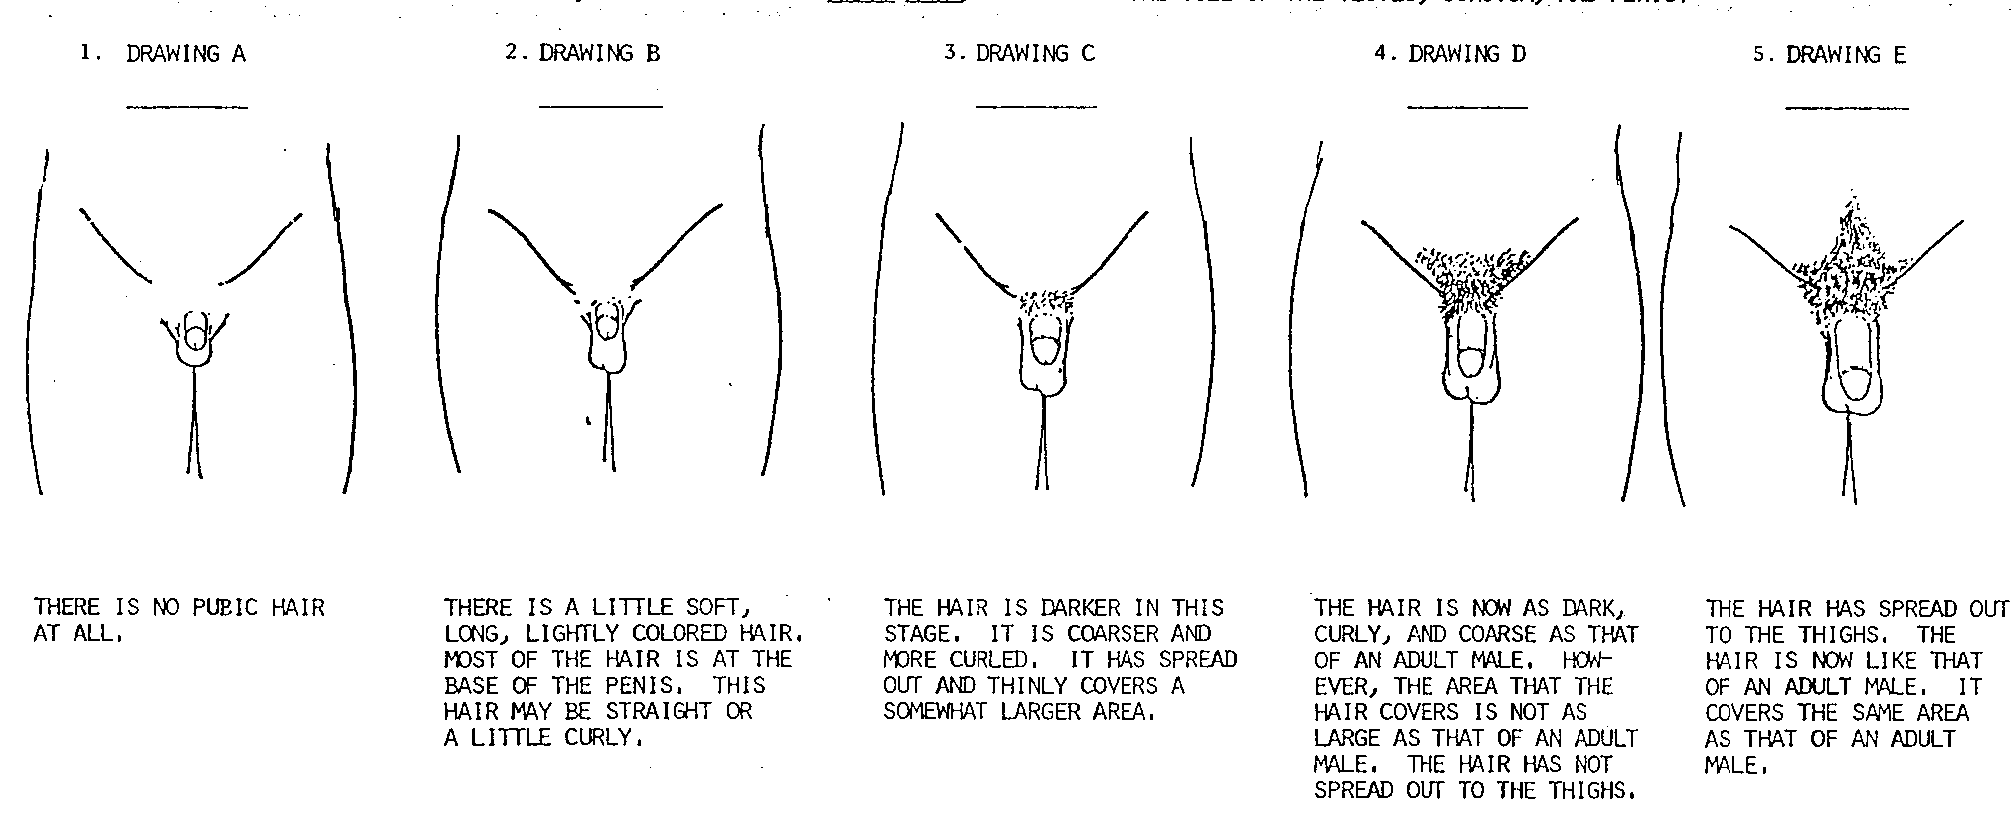 1. DRAWING A
2. DRAWING B
3. DRAWING C
4. DRAWING D
5. DRAWING E
THERE IS NO PUBIC HAIR
AT ALL.
THERE IS A LITTLE SOFT,
LONG, LIGHTLY COLORED HAIR.
MOST OF THE HAIR IS AT THE
BASE OF THE PENIS. THIS
HAIR MAY BE STRAIGHT OR
A LITTLE CURLY.
THE HAIR IS DARKER IN THIS
STAGE. IT IS COARSER AND
MORE CURLED. IT HAS SPREAD
OUT AND THINLY COVERS A
SOMEWHAT LARGER AREA.
THE HAIR IS NOW AS DARK,
CURLY, AND COARSE AS THAT
OF AN ADULT MALE. HOW-
EVER, THE AREA THAT THE
HAIR COVERS IS NOT AS
LARGE AS THAT OF AN ADULT
MALE. THE HAIR HAS NOT
SPREAD OUT TO THE THIGHS.
THE HAIR HAS SPREAD OUT
TO THE THIGHS. THE
HAIR IS NOW LIKE THAT
OF AN ADULT MALE. IT
COVERS THE SAME AREA
AS THAT OF AN ADULT
MALE.